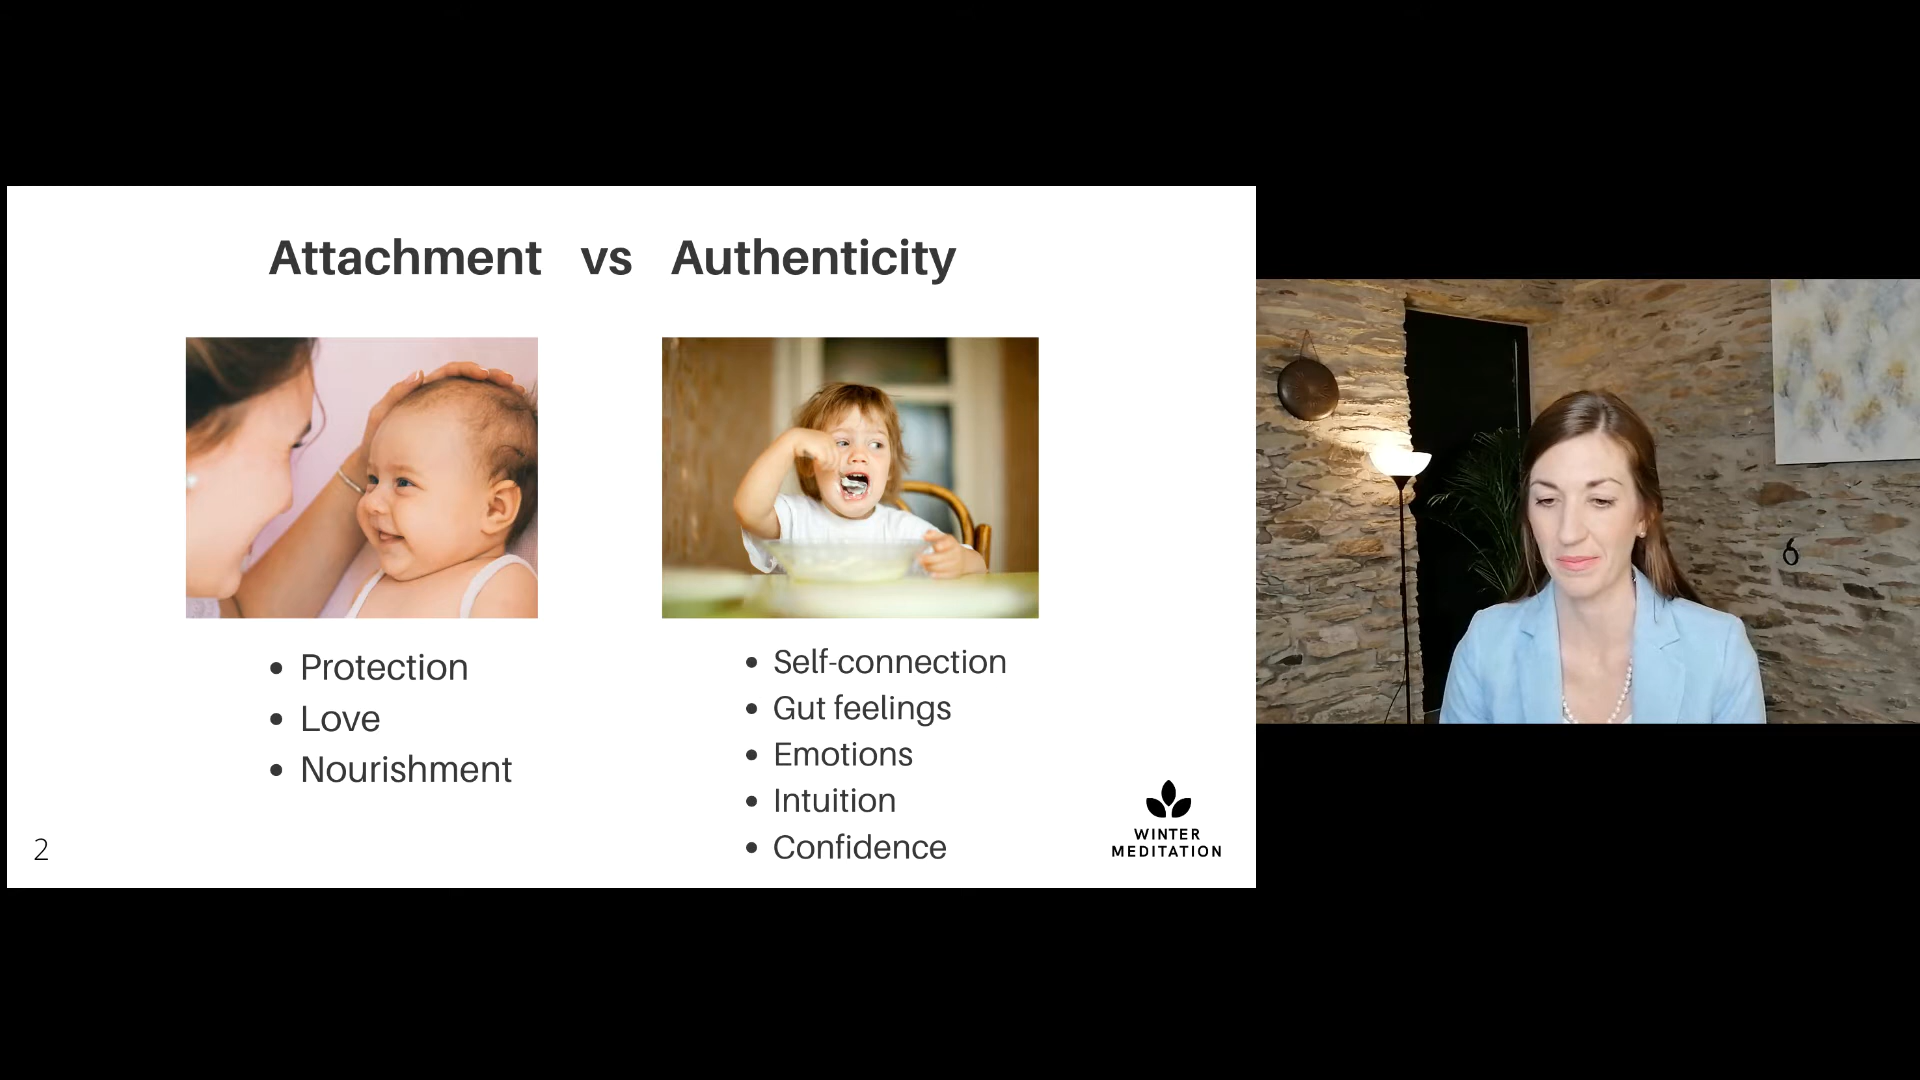 Attachment vs Authenticity
Protection
Love
Nourishment
Self-connection
Gut feelings
Emotions
Intuition
Confidence
2
WINTER
MEDITATION